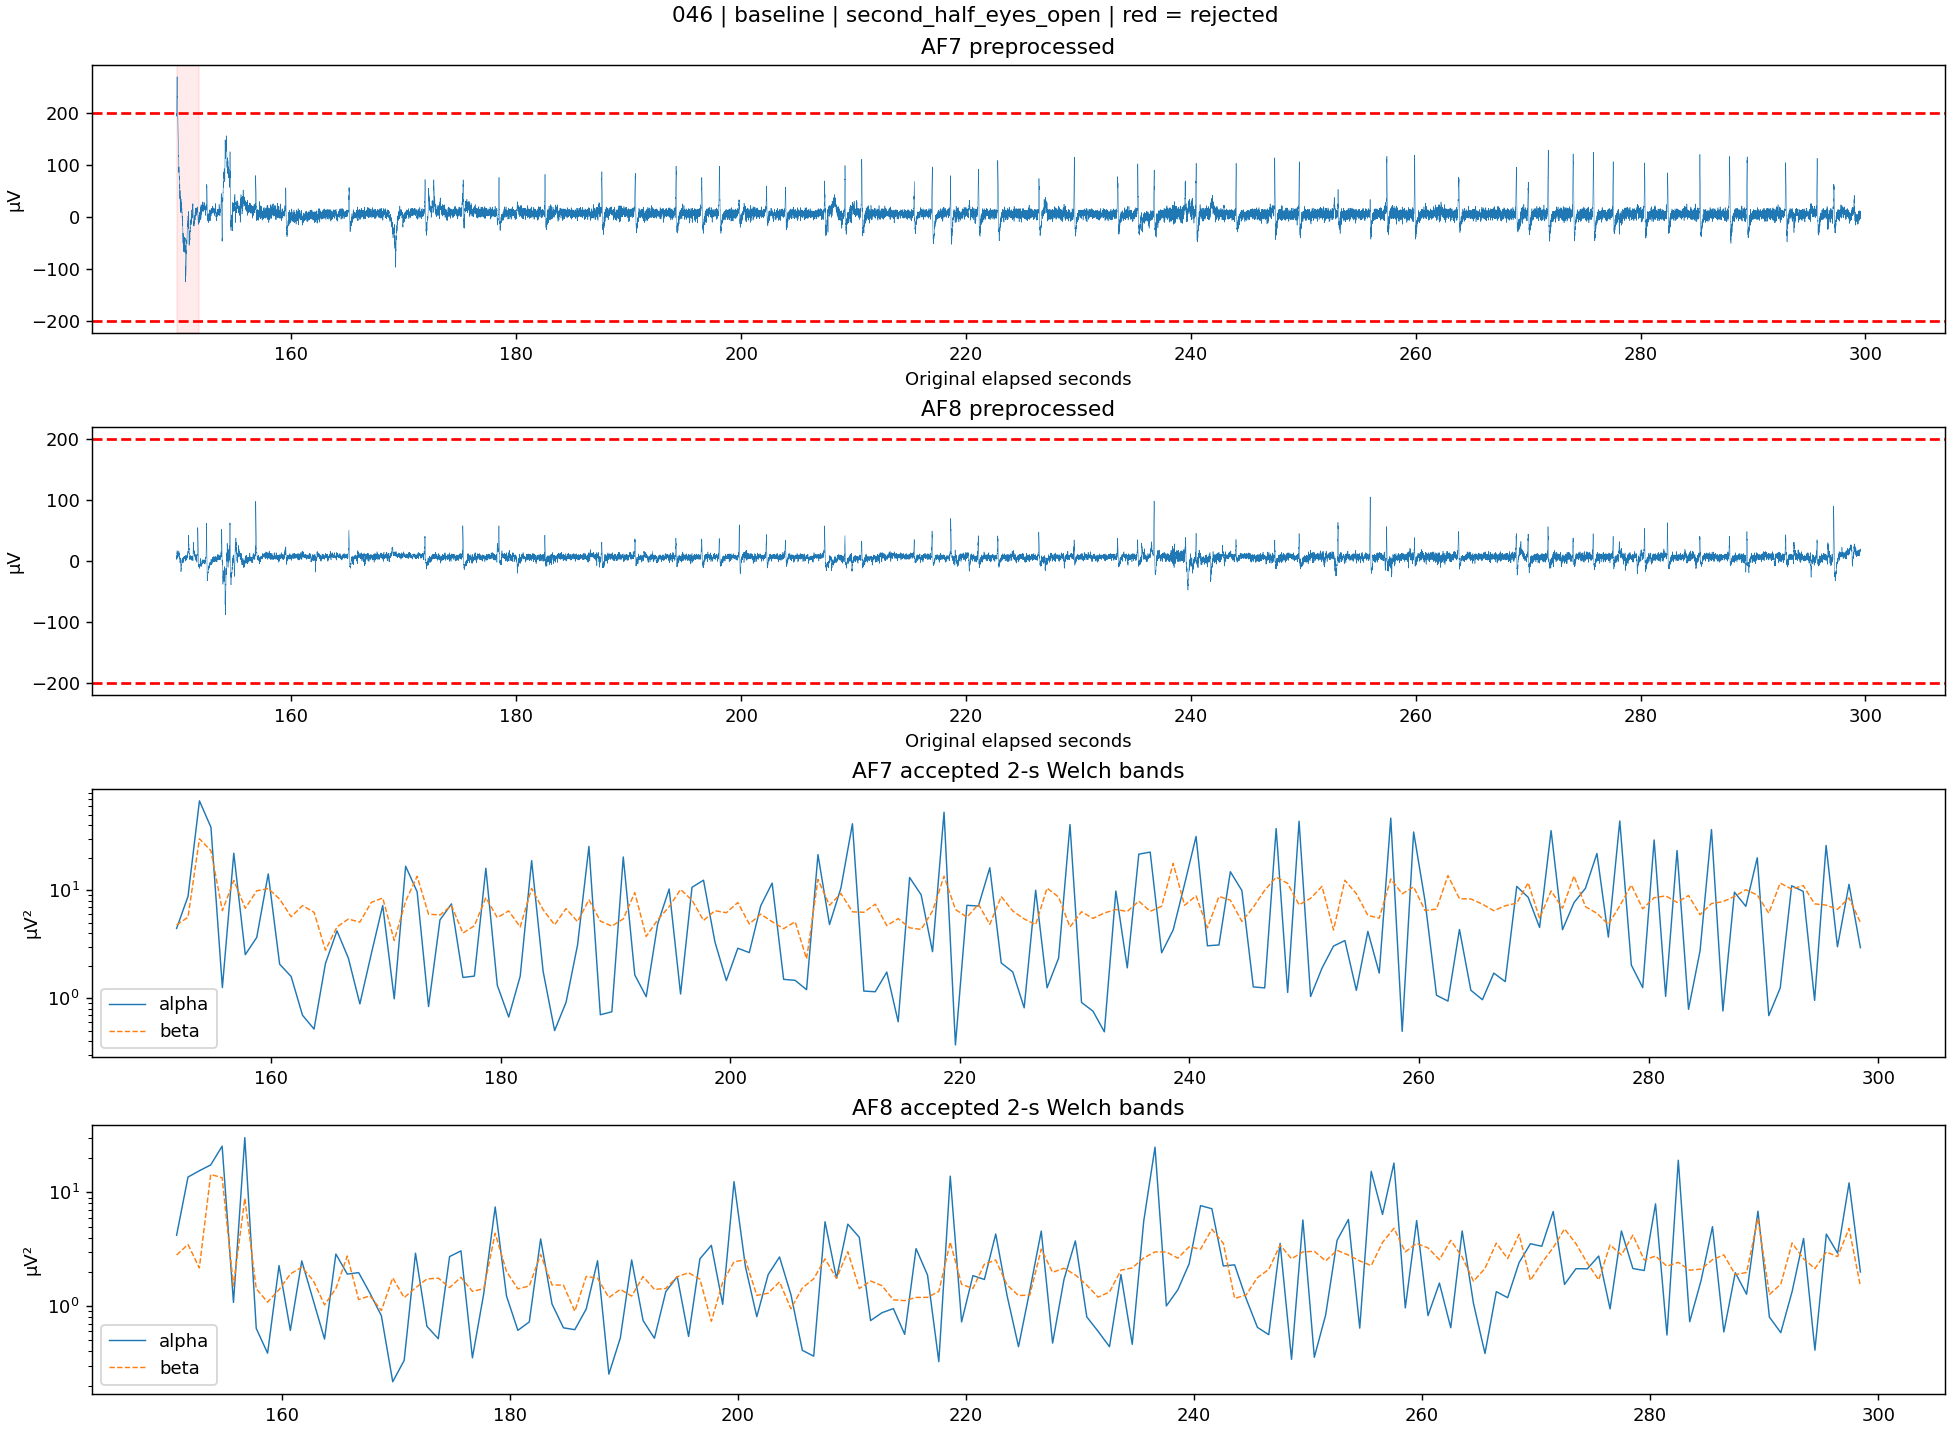 046 | baseline | second_half_eyes_open | red = rejected
AF7 preprocessed
µV
200
100
0
−100
−200
160 180 200 220 240 260 280 300
Original elapsed seconds
AF8 preprocessed
µV
200
100
0
−100
−200
160 180 200 220 240 260 280 300
Original elapsed seconds
AF7 accepted 2-s Welch bands
µV²
10¹
10⁰
alpha
beta
160 180 200 220 240 260 280 300
AF8 accepted 2-s Welch bands
µV²
10¹
10⁰
alpha
beta
160 180 200 220 240 260 280 300